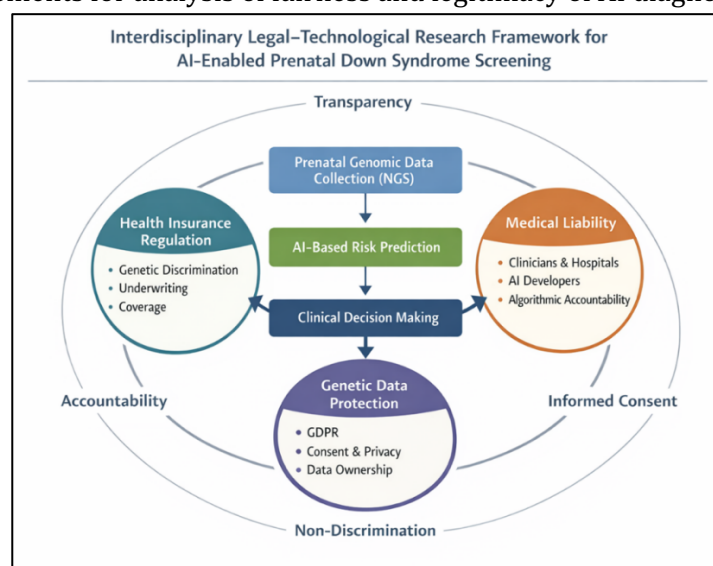 Interdisciplinary Legal–Technological Research Framework for
AI-Enabled Prenatal Down Syndrome Screening
Transparency
Prenatal Genomic Data
Collection (NGS)
Health Insurance
Regulation
• Genetic Discrimination
• Underwriting
• Coverage
AI-Based Risk Prediction
Medical Liability
• Clinicians & Hospitals
• AI Developers
• Algorithmic Accountability
Clinical Decision Making
Genetic Data
Protection
• GDPR
• Consent & Privacy
• Data Ownership
Accountability
Informed Consent
Non-Discrimination